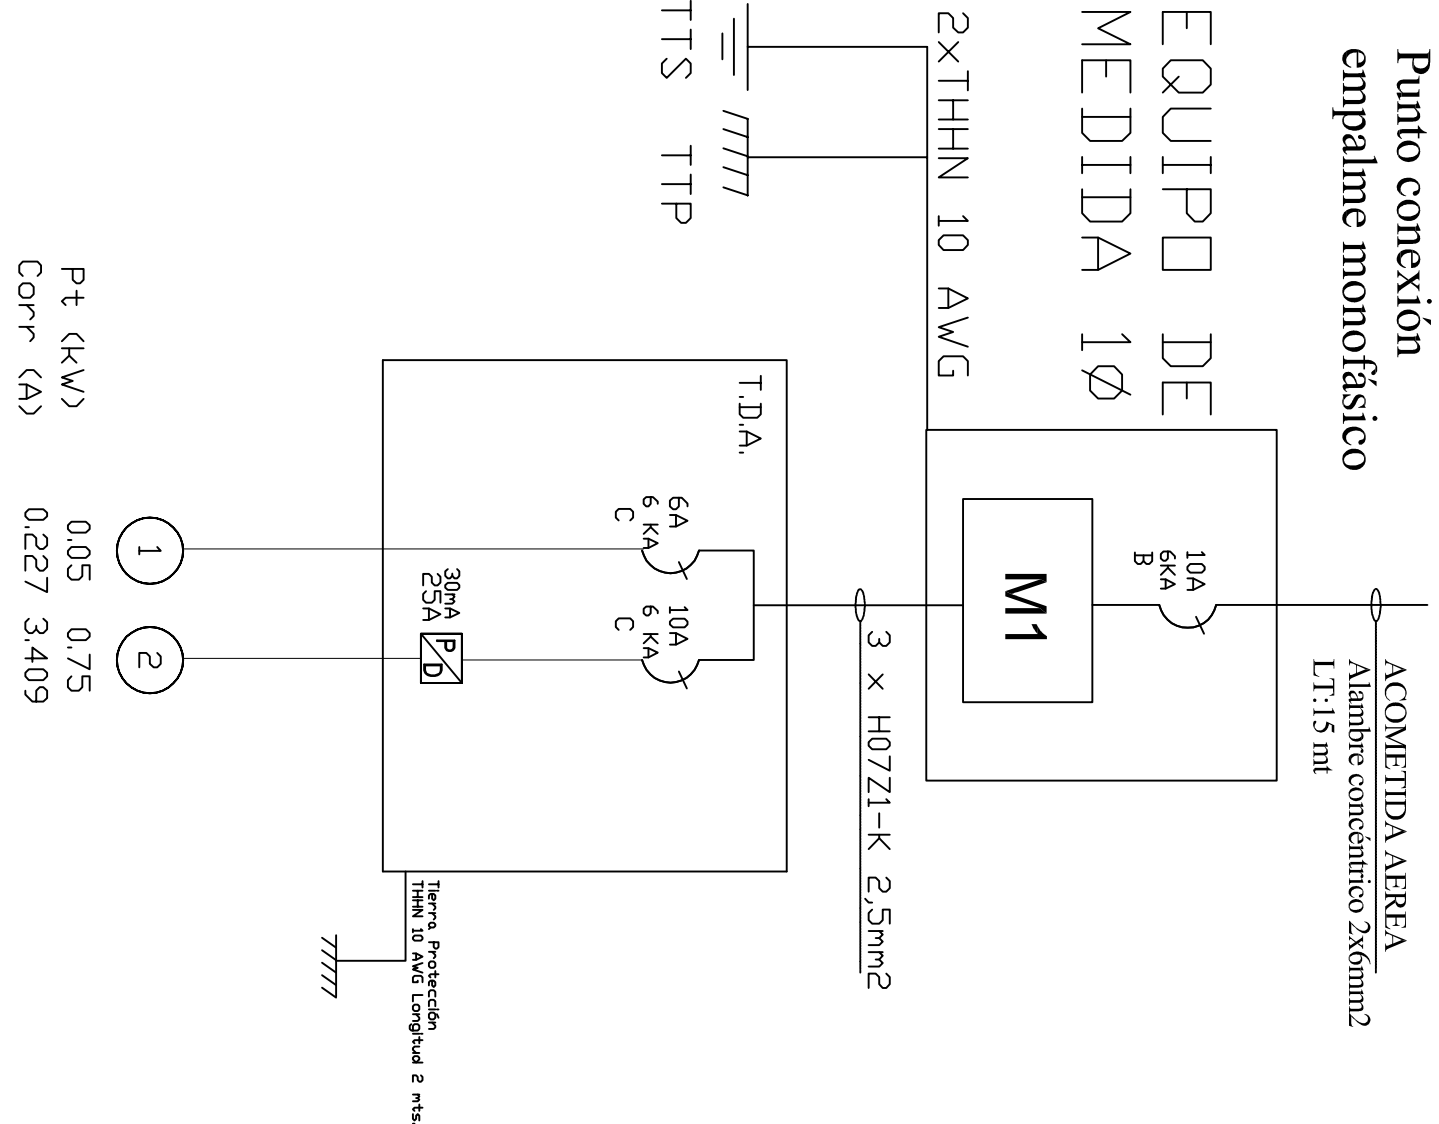 Punto conexión
empalme monofásico
EQUIPO DE
MEDIDA 1Ø
ACOMETIDA AEREA
Alambre concéntrico 2x6mm2
LT:15 mt
10A
6KA
B
M1
2xTHHN 10 AWG
3 x H07Z1-K 2,5mm2
TTS TTP
T.D.A.
6A
6 KA
C
10A
6 KA
C
30mA
25A
P
D
Tierra Protección
THHN 10 AWG Longitud 2 mts.
1
2
Pt (kW) 0.05 0.75
Corr (A) 0.227 3.409